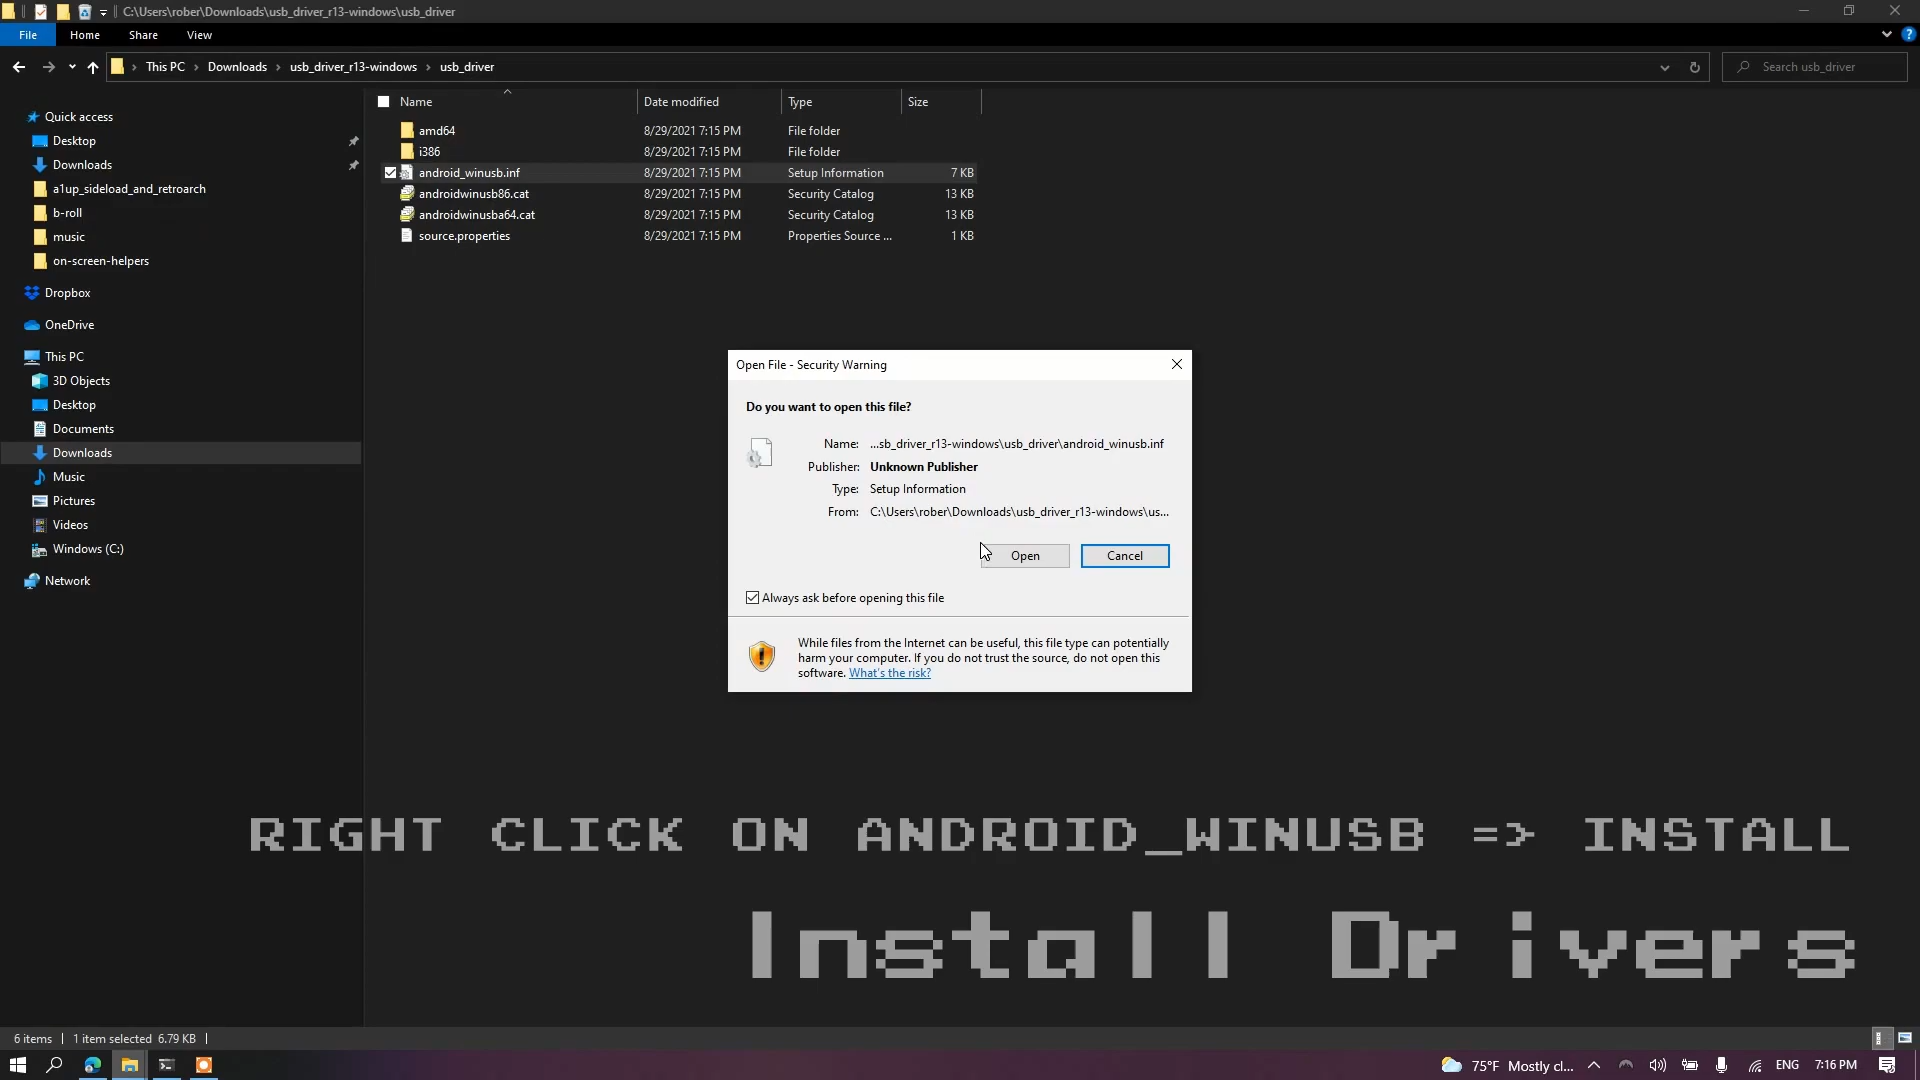 C:\Users\rober\Downloads\usb_driver_r13-windows\usb_driver
File Home Share View
This PC Downloads usb_driver_r13-windows usb_driver
Search usb_driver
Name Date modified Type Size
amd64 8/29/2021 7:15 PM File folder
i386 8/29/2021 7:15 PM File folder
android_winusb.inf 8/29/2021 7:15 PM Setup Information 7 KB
androidwinusb86.cat 8/29/2021 7:15 PM Security Catalog 13 KB
androidwinusba64.cat 8/29/2021 7:15 PM Security Catalog 13 KB
source.properties 8/29/2021 7:15 PM Properties Source ... 1 KB
Quick access
Desktop
Downloads
a1up_sideload_and_retroarch
b-roll
music
on-screen-helpers
Dropbox
OneDrive
This PC
3D Objects
Desktop
Documents
Downloads
Music
Pictures
Videos
Windows (C:)
Network
Open File - Security Warning
Do you want to open this file?
Name: ...sb_driver_r13-windows\usb_driver\android_winusb.inf
Publisher: Unknown Publisher
Type: Setup Information
From: C:\Users\rober\Downloads\usb_driver_r13-windows\us...
Open Cancel
Always ask before opening this file
While files from the Internet can be useful, this file type can potentially
harm your computer. If you do not trust the source, do not open this
software. What's the risk?
RIGHT CLICK ON ANDROID_WINUSB => INSTALL
Install Drivers
6 items 1 item selected 6.79 KB
75°F Mostly cl... ENG 7:16 PM